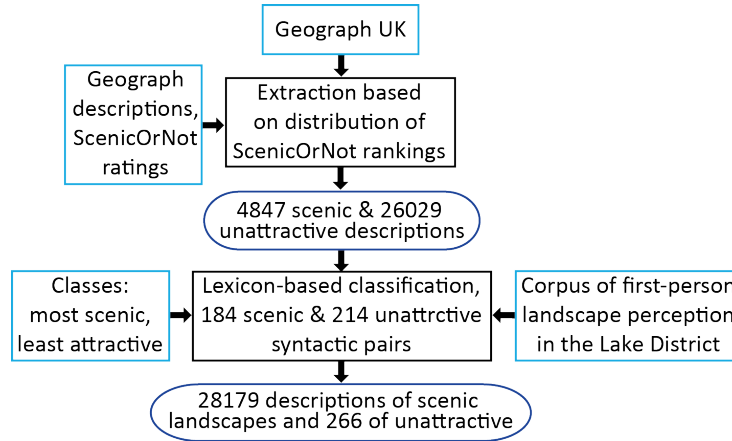 Geograph UK
Geograph
descriptions,
ScenicOrNot
ratings
Extraction based
on distribution of
ScenicOrNot rankings
4847 scenic & 26029
unattractive descriptions
Classes:
most scenic,
least attractive
Lexicon-based classification,
184 scenic & 214 unattrctive
syntactic pairs
Corpus of first-person
landscape perception
in the Lake District
28179 descriptions of scenic
landscapes and 266 of unattractive